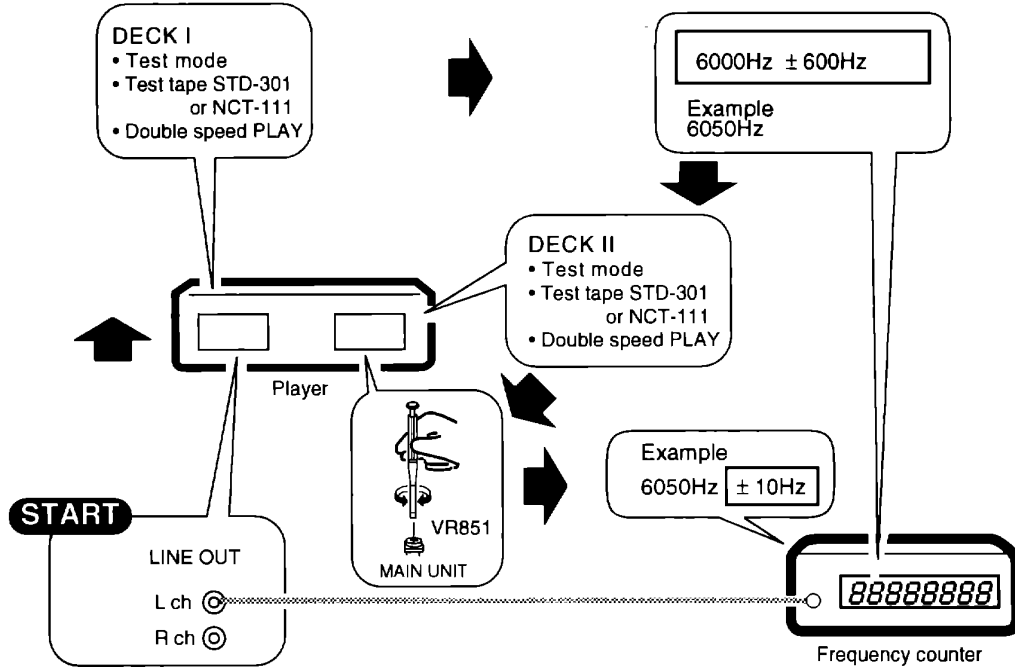 DECK I
• Test mode
• Test tape STD-301
or NCT-111
• Double speed PLAY
6000Hz ± 600Hz
Example
6050Hz
DECK II
• Test mode
• Test tape STD-301
or NCT-111
• Double speed PLAY
Player
VR851
MAIN UNIT
Example
6050Hz ± 10Hz
START
LINE OUT
L ch
R ch
88888888
Frequency counter